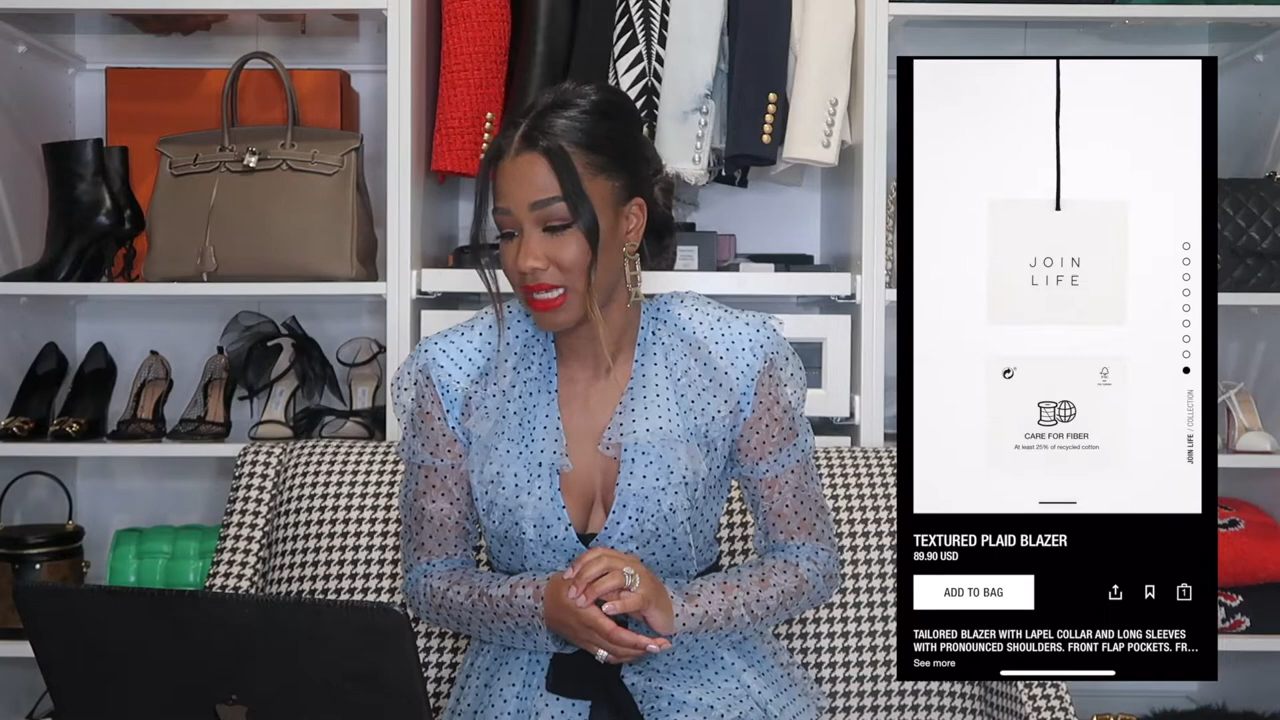 JOIN
LIFE
CARE FOR FIBER
At least 25% of recycled cotton
JOIN LIFE / COLLECTION
TEXTURED PLAID BLAZER
89.90 USD
ADD TO BAG
1
TAILORED BLAZER WITH LAPEL COLLAR AND LONG SLEEVES
WITH PRONOUNCED SHOULDERS. FRONT FLAP POCKETS. FR...
See more